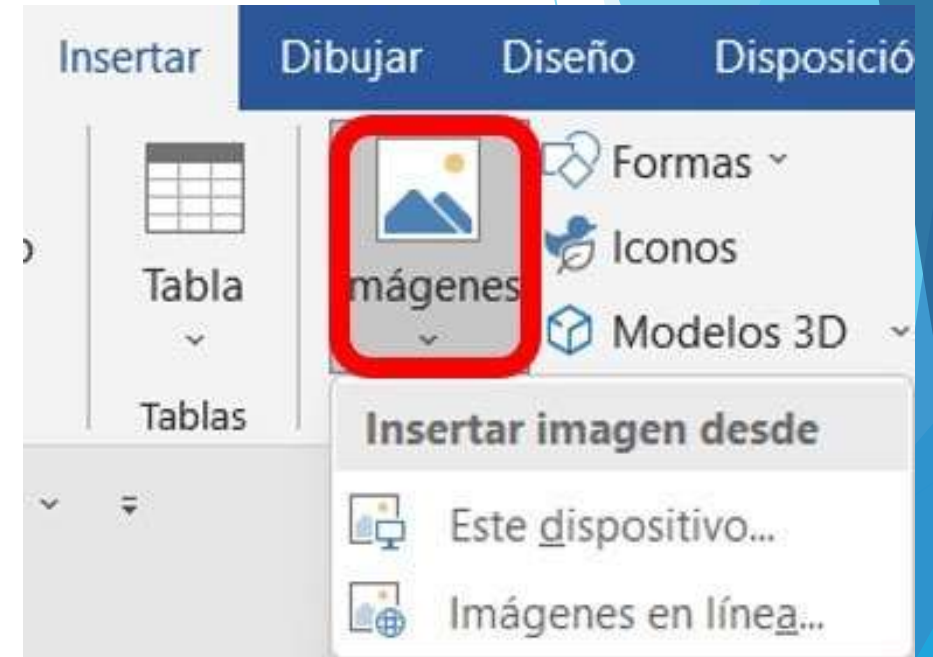 Insertar Dibujar Diseño Disposició
Formas
Iconos
Tabla
mágenes
Modelos 3D
Tablas
Insertar imagen desde
Este dispositivo...
Imágenes en línea...